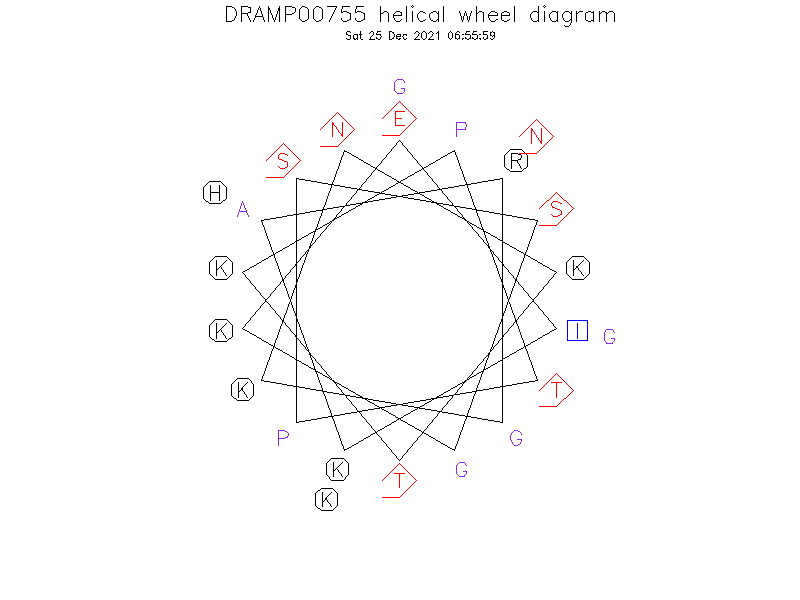 DRAMP00755 helical wheel diagram
Sat 25 Dec 2021 06:55:59
G
N E P N
S R
H A S
K K
K I G
K T
P G
K T G
K